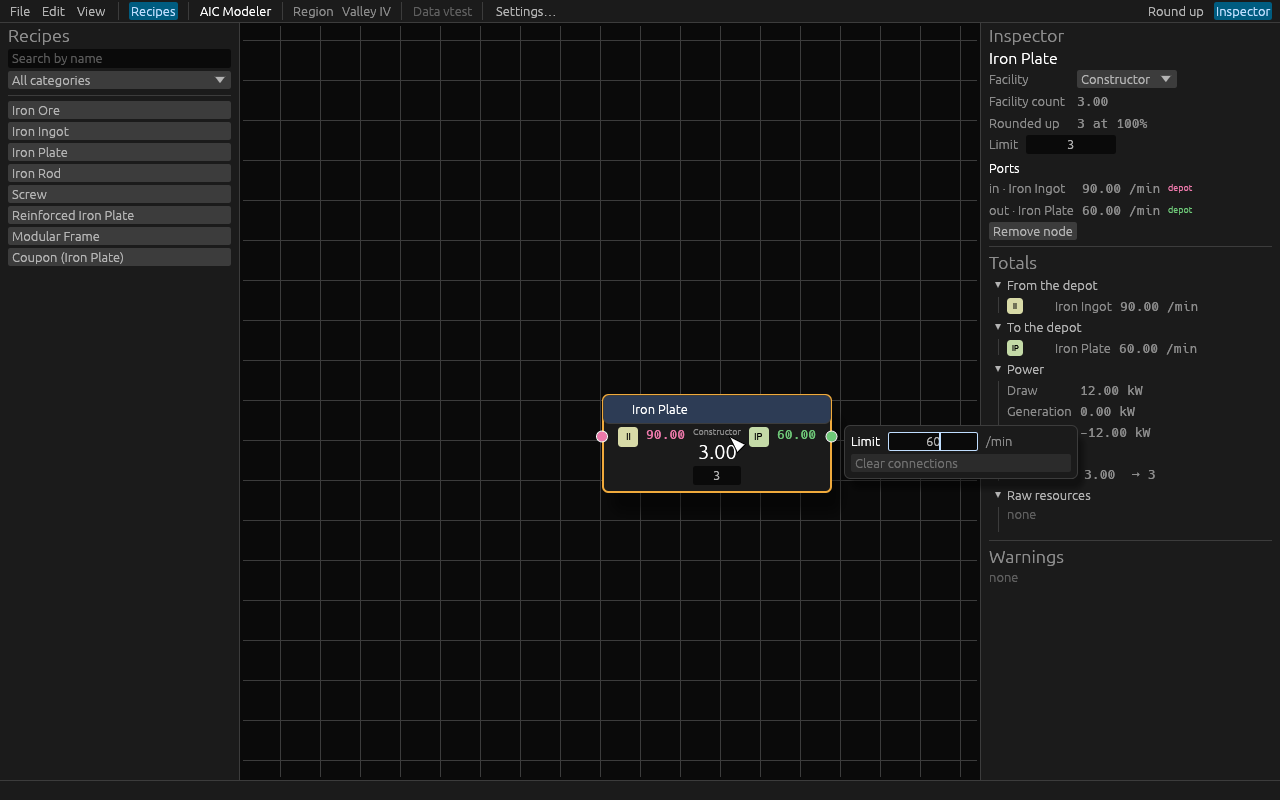 File Edit View Recipes AIC Modeler Region Valley IV Data vtest Settings... Round up Inspector
Recipes
Search by name
All categories
Iron Ore
Iron Ingot
Iron Plate
Iron Rod
Screw
Reinforced Iron Plate
Modular Frame
Coupon (Iron Plate)
Iron Plate
II 90.00 Constructor IP 60.00
3.00
3
Limit 60 /min
Clear connections
Inspector
Iron Plate
Facility Constructor
Facility count 3.00
Rounded up 3 at 100%
Limit 3
Ports
in · Iron Ingot 90.00 /min depot
out · Iron Plate 60.00 /min depot
Remove node
Totals
From the depot
II Iron Ingot 90.00 /min
To the depot
IP Iron Plate 60.00 /min
Power
Draw 12.00 kW
Generation 0.00 kW
-12.00 kW
3.00 → 3
Raw resources
none
Warnings
none